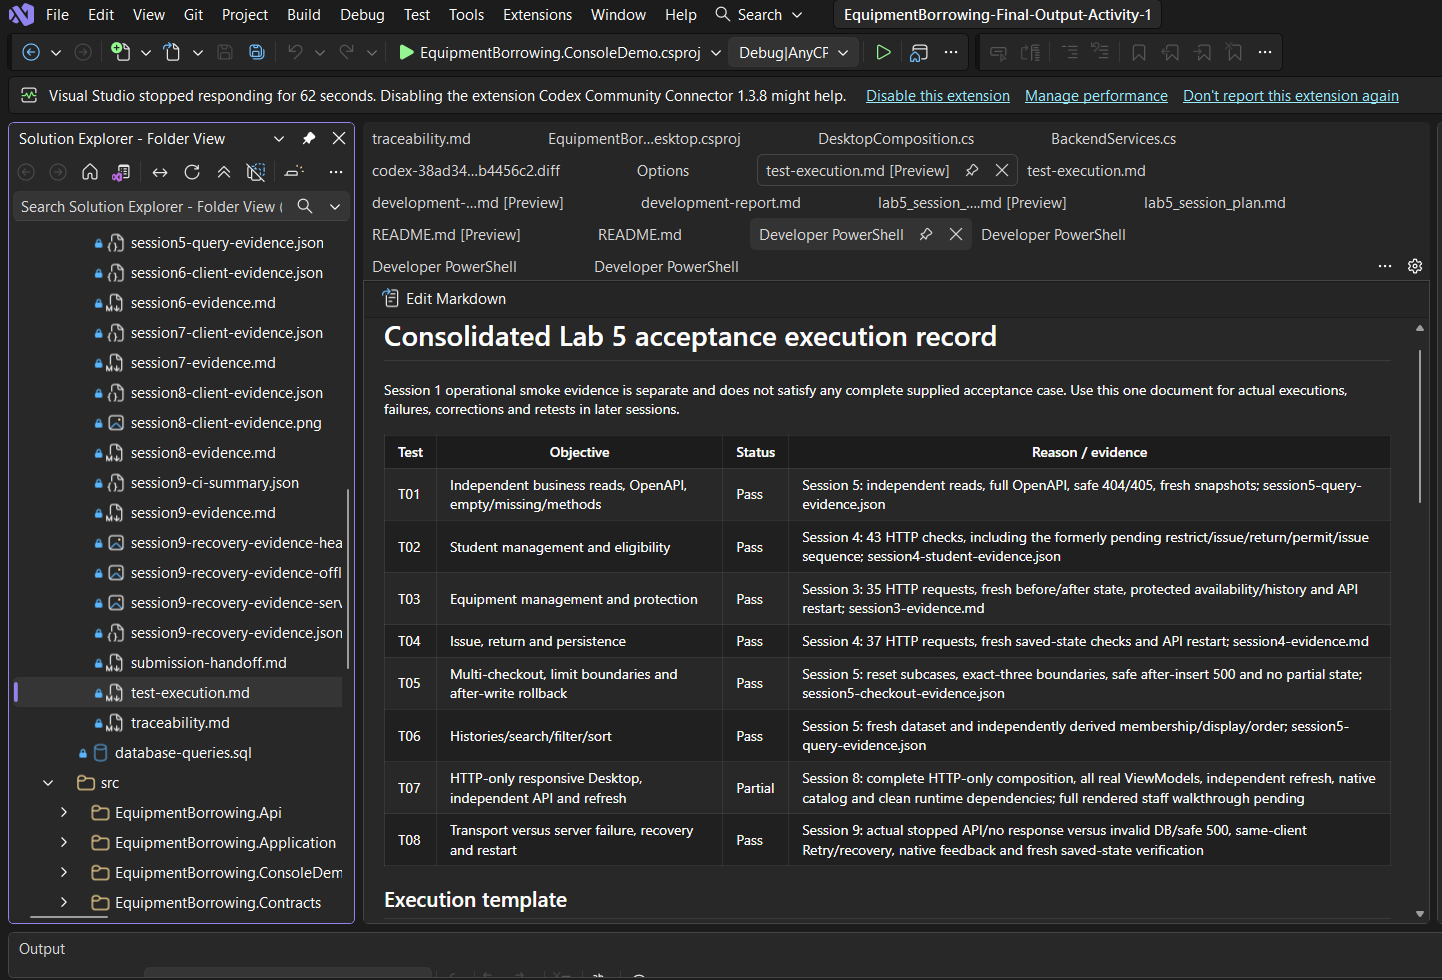 File Edit View Git Project Build Debug Test Tools Extensions Window Help Search EquipmentBorrowing-Final-Output-Activity-1
EquipmentBorrowing.ConsoleDemo.csproj Debug|AnyCP
Visual Studio stopped responding for 62 seconds. Disabling the extension Codex Community Connector 1.3.8 might help. Disable this extension Manage performance Don't report this extension again
Solution Explorer - Folder View
Search Solution Explorer - Folder View (
session5-query-evidence.json
session6-client-evidence.json
session6-evidence.md
session7-client-evidence.json
session7-evidence.md
session8-client-evidence.json
session8-client-evidence.png
session8-evidence.md
session9-ci-summary.json
session9-evidence.md
session9-recovery-evidence-hea
session9-recovery-evidence-offl
session9-recovery-evidence-serv
session9-recovery-evidence.json
submission-handoff.md
test-execution.md
traceability.md
database-queries.sql
src
EquipmentBorrowing.Api
EquipmentBorrowing.Application
EquipmentBorrowing.ConsoleDem
EquipmentBorrowing.Contracts
traceability.md EquipmentBor...esktop.csproj DesktopComposition.cs BackendServices.cs
codex-38ad34...b4456c2.diff Options test-execution.md [Preview] test-execution.md
development-...md [Preview] development-report.md lab5_session_....md [Preview] lab5_session_plan.md
README.md [Preview] README.md Developer PowerShell Developer PowerShell
Developer PowerShell Developer PowerShell
Edit Markdown
Consolidated Lab 5 acceptance execution record
Session 1 operational smoke evidence is separate and does not satisfy any complete supplied acceptance case. Use this one document for actual executions,
failures, corrections and retests in later sessions.
Test Objective Status Reason / evidence
T01 Independent business reads, OpenAPI, empty/missing/methods Pass Session 5: independent reads, full OpenAPI, safe 404/405, fresh snapshots; session5-query-evidence.json
T02 Student management and eligibility Pass Session 4: 43 HTTP checks, including the formerly pending restrict/issue/return/permit/issue sequence; session4-student-evidence.json
T03 Equipment management and protection Pass Session 3: 35 HTTP requests, fresh before/after state, protected availability/history and API restart; session3-evidence.md
T04 Issue, return and persistence Pass Session 4: 37 HTTP requests, fresh saved-state checks and API restart; session4-evidence.md
T05 Multi-checkout, limit boundaries and after-write rollback Pass Session 5: reset subcases, exact-three boundaries, safe after-insert 500 and no partial state; session5-checkout-evidence.json
T06 Histories/search/filter/sort Pass Session 5: fresh dataset and independently derived membership/display/order; session5-query-evidence.json
T07 HTTP-only responsive Desktop, independent API and refresh Partial Session 8: complete HTTP-only composition, all real ViewModels, independent refresh, native catalog and clean runtime dependencies; full rendered staff walkthrough pending
T08 Transport versus server failure, recovery and restart Pass Session 9: actual stopped API/no response versus invalid DB/safe 500, same-client Retry/recovery, native feedback and fresh saved-state verification
Execution template
Output